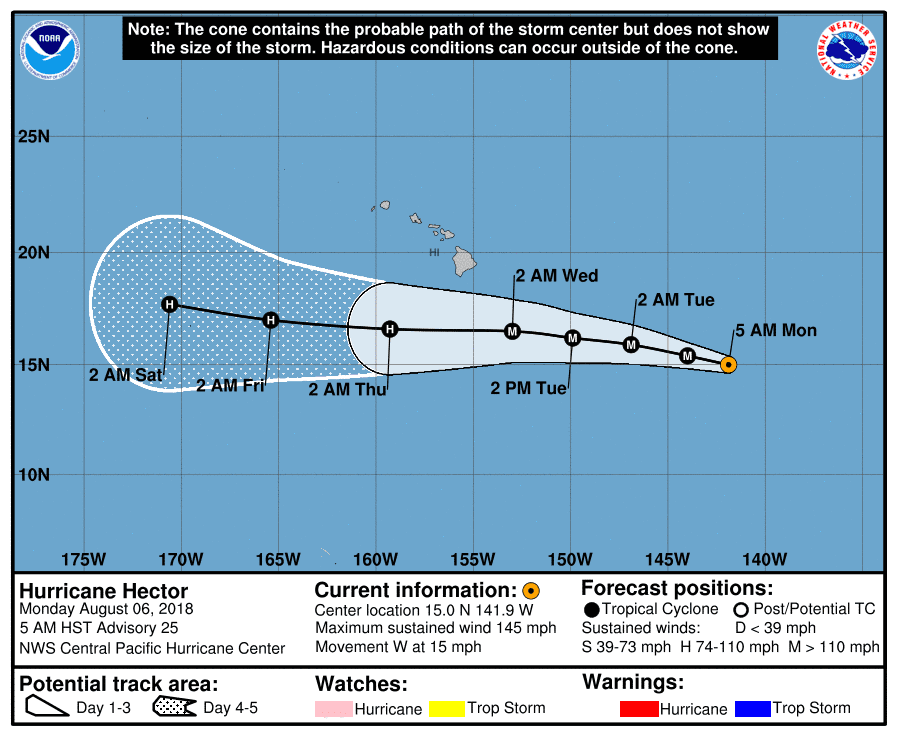 Note: The cone contains the probable path of the storm center but does not show
the size of the storm. Hazardous conditions can occur outside of the cone.
NOAA
NATIONAL WEATHER SERVICE
25N
20N
HI
2 AM Wed
2 AM Tue
5 AM Mon
H
H
H
M
M
M
M
15N
2 AM Sat
2 AM Fri
2 AM Thu
2 PM Tue
10N
175W 170W 165W 160W 155W 150W 145W 140W
Hurricane Hector
Monday August 06, 2018
5 AM HST Advisory 25
NWS Central Pacific Hurricane Center
Current information:
Center location 15.0 N 141.9 W
Maximum sustained wind 145 mph
Movement W at 15 mph
Forecast positions:
Tropical Cyclone Post/Potential TC
Sustained winds: D < 39 mph
S 39-73 mph H 74-110 mph M > 110 mph
Potential track area:
Day 1-3 Day 4-5
Watches:
Hurricane Trop Storm
Warnings:
Hurricane Trop Storm